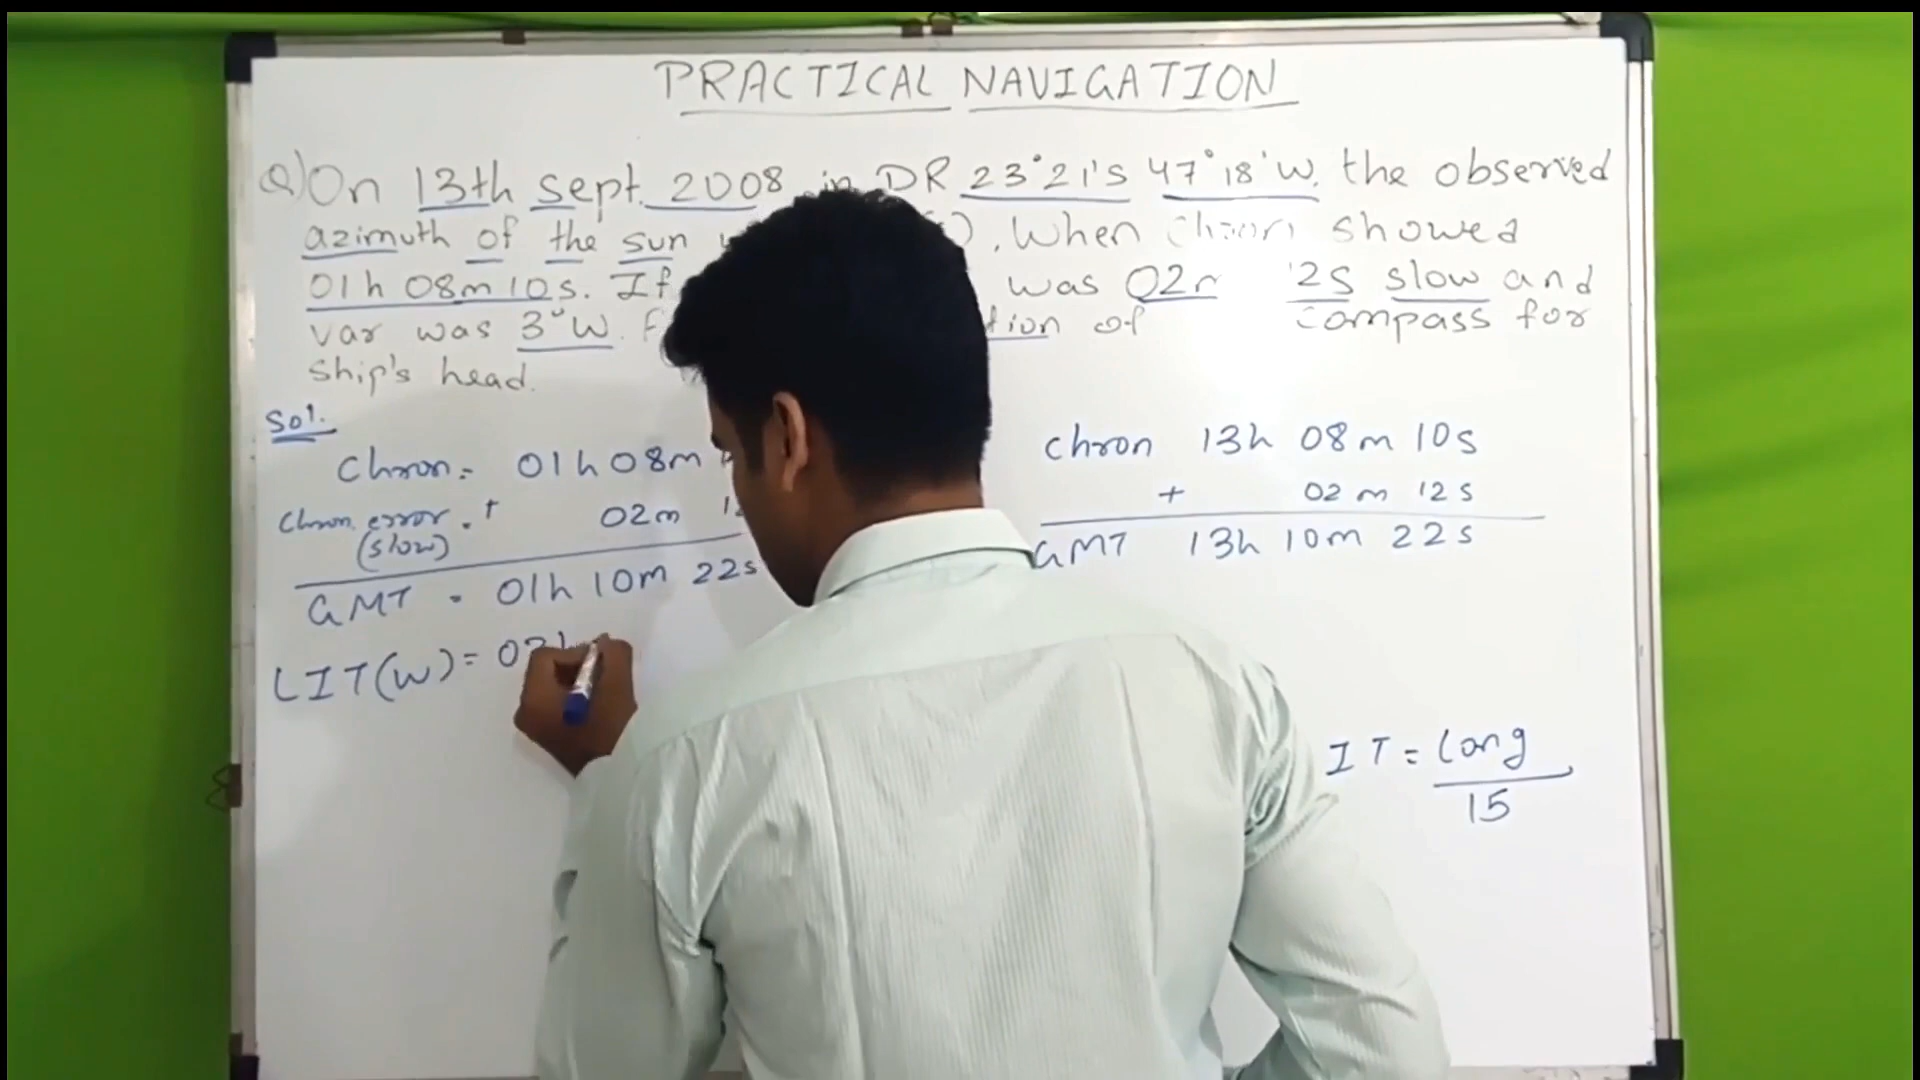 PRACTICAL NAVIGATION
Q) On 13th Sept. 2008 in DR 23°21's 47°18'W. the observed
azimuth of the sun ). When Chron showed
01h 08m 10s. If was 02m 12s slow and
var was 3°W. of compass for
ship's head.
Sol.
Chron = 01h 08m
Chron error + 02m
(slow)
GMT = 01h 10m 22s
LIT(W) =
chron 13h 08m 10s
+ 02m 12s
GMT 13h 10m 22s
IT = long
15